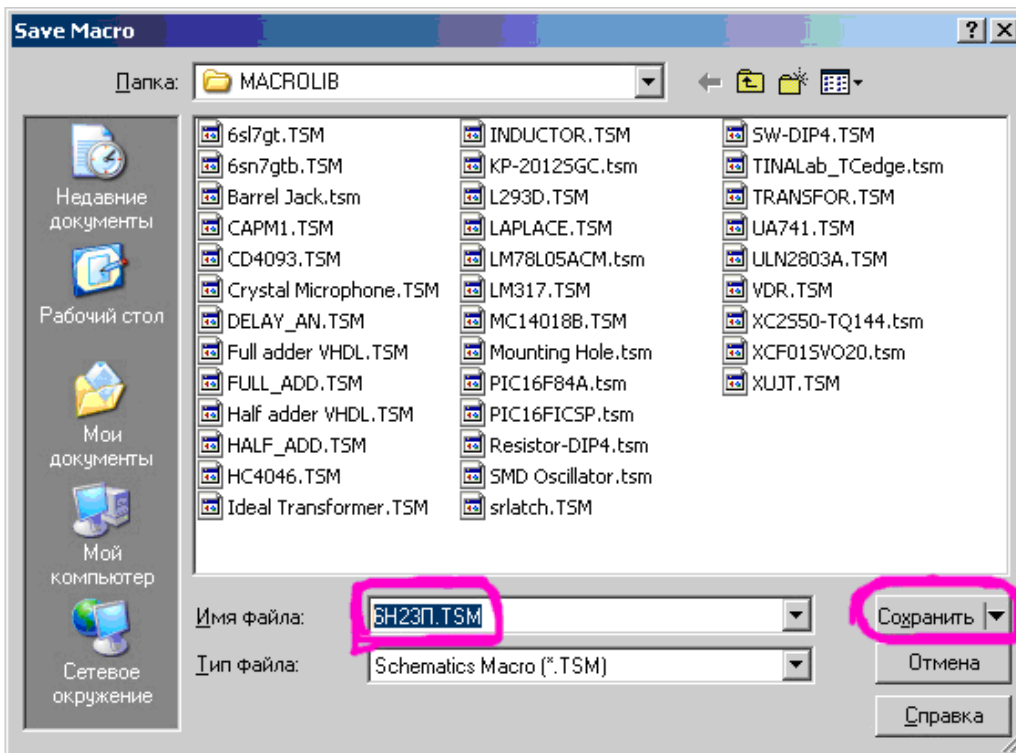 Save Macro
Папка:
MACROLIB
6sl7gt.TSM
6sn7gtb.TSM
Barrel Jack.tsm
CAPM1.TSM
CD4093.TSM
Crystal Microphone.TSM
DELAY_AN.TSM
Full adder VHDL.TSM
FULL_ADD.TSM
Half adder VHDL.TSM
HALF_ADD.TSM
HC4046.TSM
Ideal Transformer.TSM
INDUCTOR.TSM
KP-2012SGC.tsm
L293D.TSM
LAPLACE.TSM
LM78L05ACM.tsm
LM317.TSM
MC14018B.TSM
Mounting Hole.tsm
PIC16F84A.tsm
PIC16FICSP.tsm
Resistor-DIP4.tsm
SMD Oscillator.tsm
srlatch.TSM
SW-DIP4.TSM
TINALab_TCedge.tsm
TRANSFOR.TSM
UA741.TSM
ULN2803A.TSM
VDR.TSM
XC2S50-TQ144.tsm
XCF01SVO20.tsm
XUJT.TSM
Недавние
документы
Рабочий стол
Мои
документы
Мой
компьютер
Сетевое
окружение
Имя файла:
6Н23П.TSM
Сохранить
Тип файла:
Schematics Macro (*.TSM)
Отмена
Справка